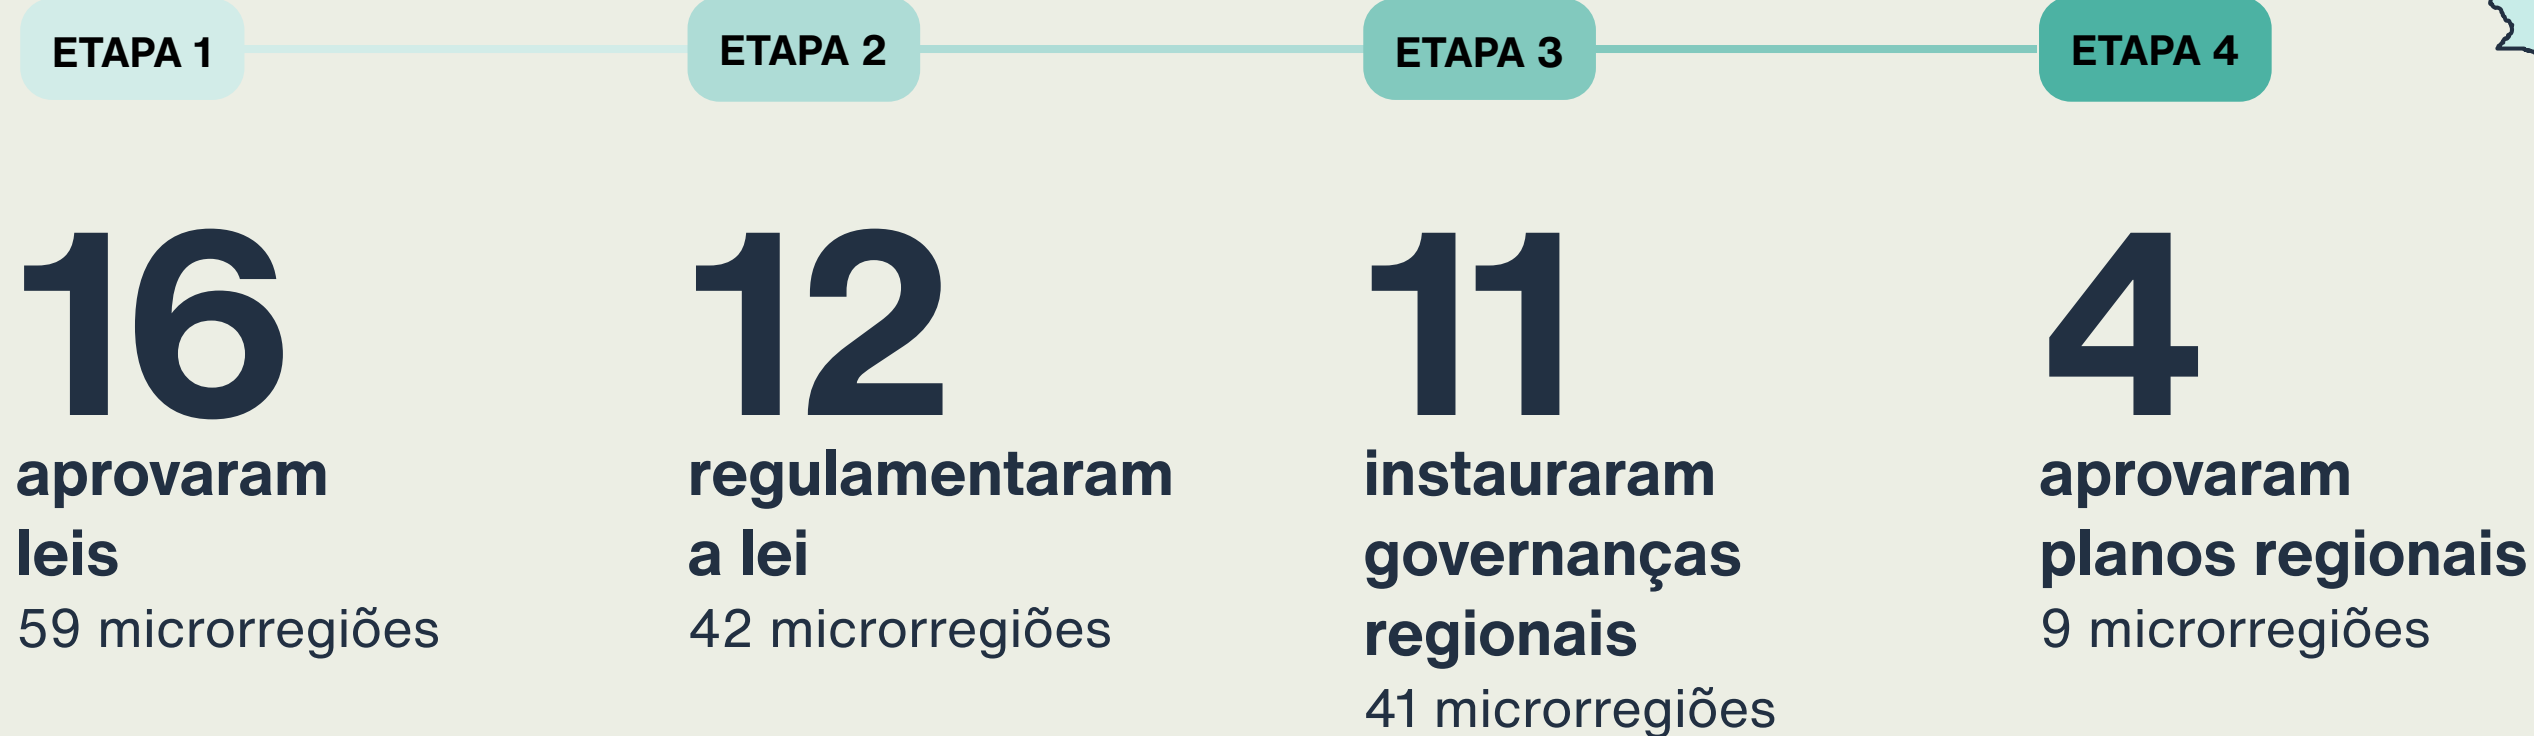 ETAPA 1
ETAPA 2
ETAPA 3
ETAPA 4
16
aprovaram
leis
59 microrregiões
12
regulamentaram
a lei
42 microrregiões
11
instauraram
governanças
regionais
41 microrregiões
4
aprovaram
planos regionais
9 microrregiões